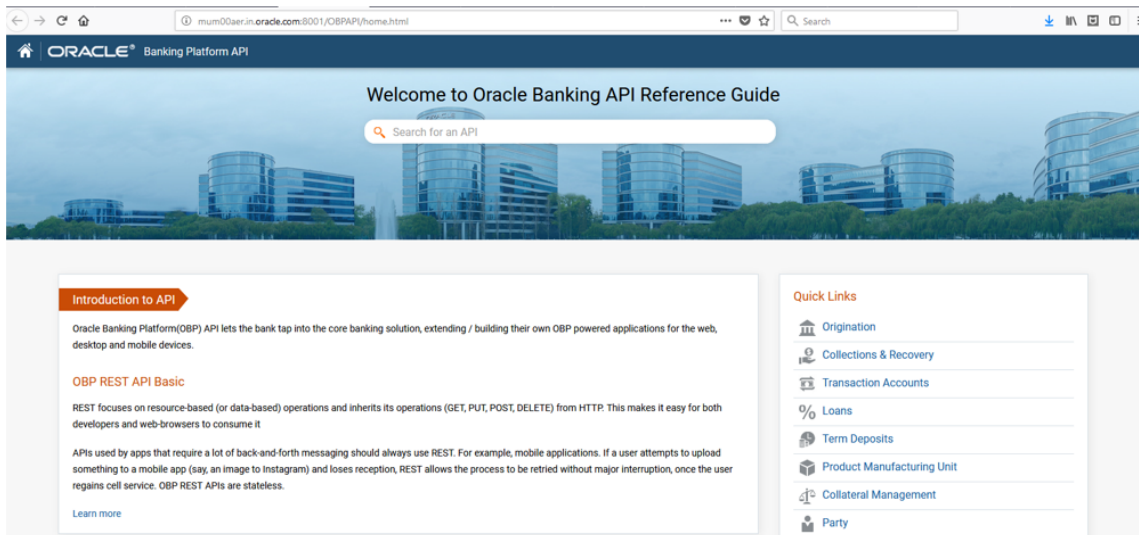 mum00aer.in.oracle.com:8001/OBPAPI/home.html
Search
ORACLE® Banking Platform API
Welcome to Oracle Banking API Reference Guide
Search for an API
Introduction to API
Oracle Banking Platform(OBP) API lets the bank tap into the core banking solution, extending / building their own OBP powered applications for the web,
desktop and mobile devices.
OBP REST API Basic
REST focuses on resource-based (or data-based) operations and inherits its operations (GET, PUT, POST, DELETE) from HTTP. This makes it easy for both
developers and web-browsers to consume it
APIs used by apps that require a lot of back-and-forth messaging should always use REST. For example, mobile applications. If a user attempts to upload
something to a mobile app (say, an image to Instagram) and loses reception, REST allows the process to be retried without major interruption, once the user
regains cell service. OBP REST APIs are stateless.
Learn more
Quick Links
Origination
Collections & Recovery
Transaction Accounts
Loans
Term Deposits
Product Manufacturing Unit
Collateral Management
Party